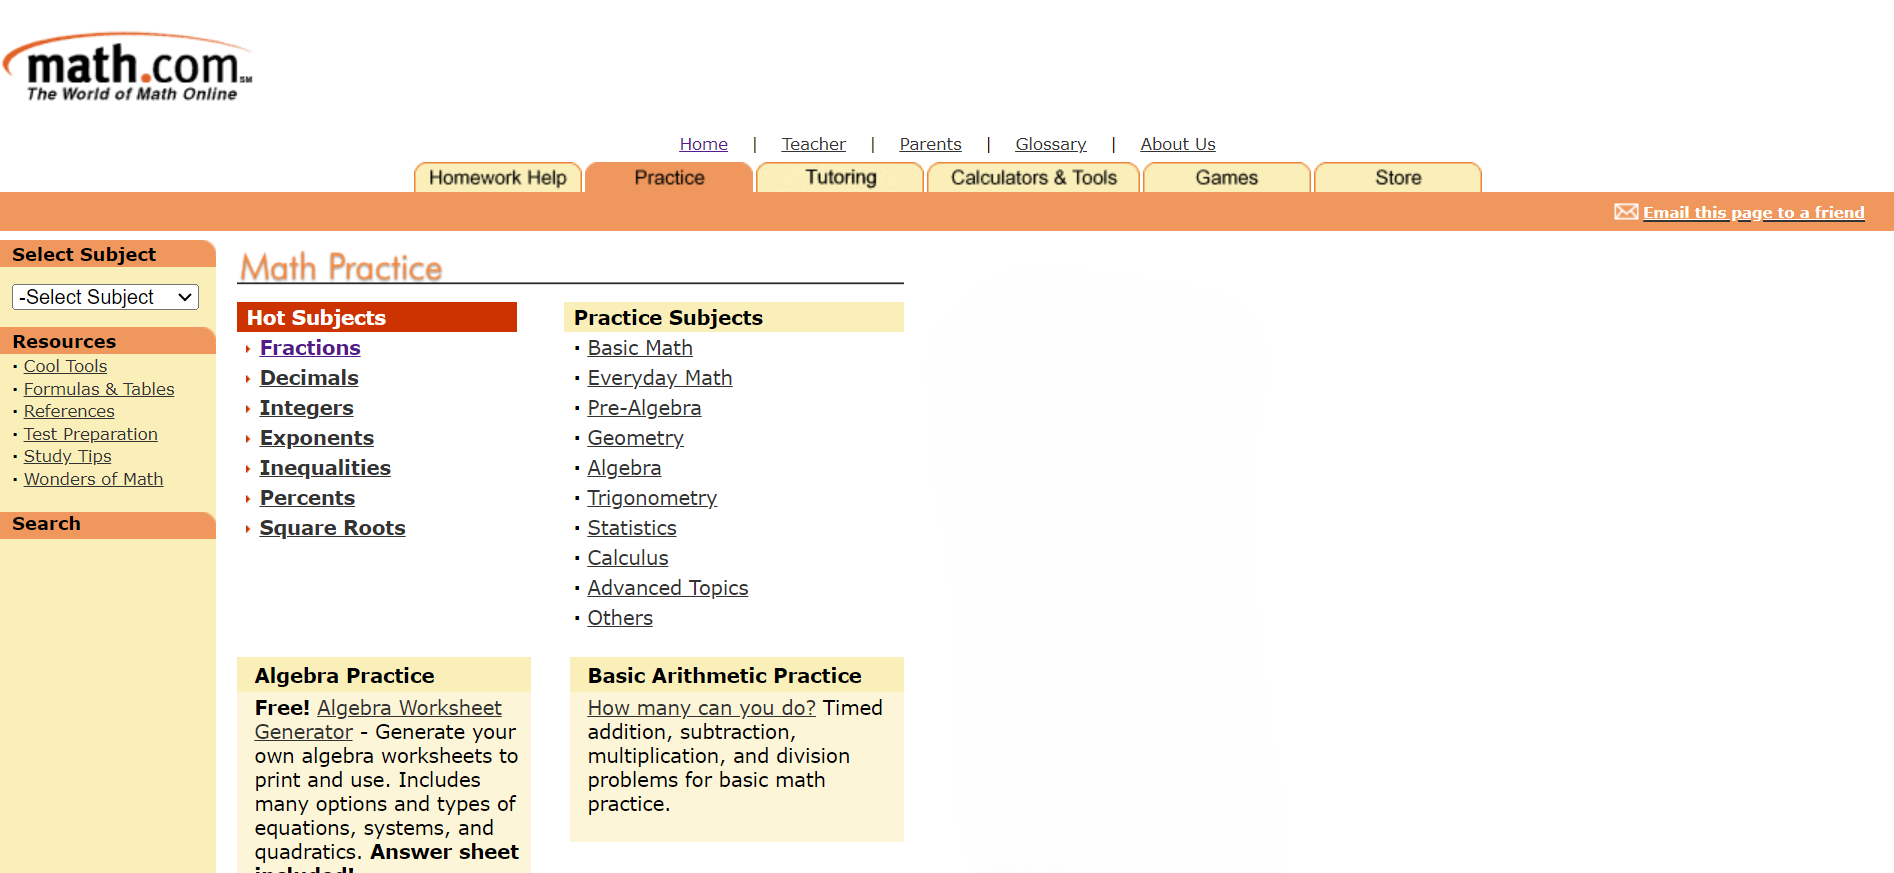 math.com SM
The World of Math Online
Home | Teacher | Parents | Glossary | About Us
Homework Help Practice Tutoring Calculators & Tools Games Store
Email this page to a friend
Select Subject
-Select Subject
Resources
· Cool Tools
· Formulas & Tables
· References
· Test Preparation
· Study Tips
· Wonders of Math
Search
Math Practice
Hot Subjects
Fractions
Decimals
Integers
Exponents
Inequalities
Percents
Square Roots
Practice Subjects
· Basic Math
· Everyday Math
· Pre-Algebra
· Geometry
· Algebra
· Trigonometry
· Statistics
· Calculus
· Advanced Topics
· Others
Algebra Practice
Free! Algebra Worksheet
Generator - Generate your
own algebra worksheets to
print and use. Includes
many options and types of
equations, systems, and
quadratics. Answer sheet
included!
Basic Arithmetic Practice
How many can you do? Timed
addition, subtraction,
multiplication, and division
problems for basic math
practice.